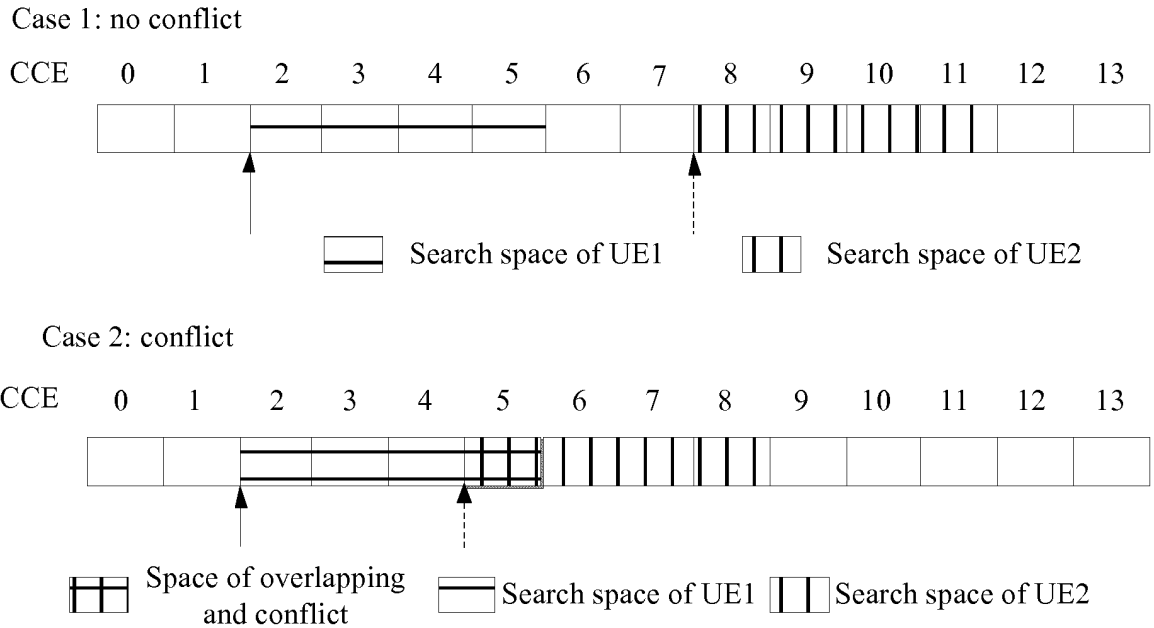 Case 1: no conflict
CCE 0 1 2 3 4 5 6 7 8 9 10 11 12 13
Search space of UE1 Search space of UE2
Case 2: conflict
CCE 0 1 2 3 4 5 6 7 8 9 10 11 12 13
Space of overlapping
and conflict
Search space of UE1
Search space of UE2